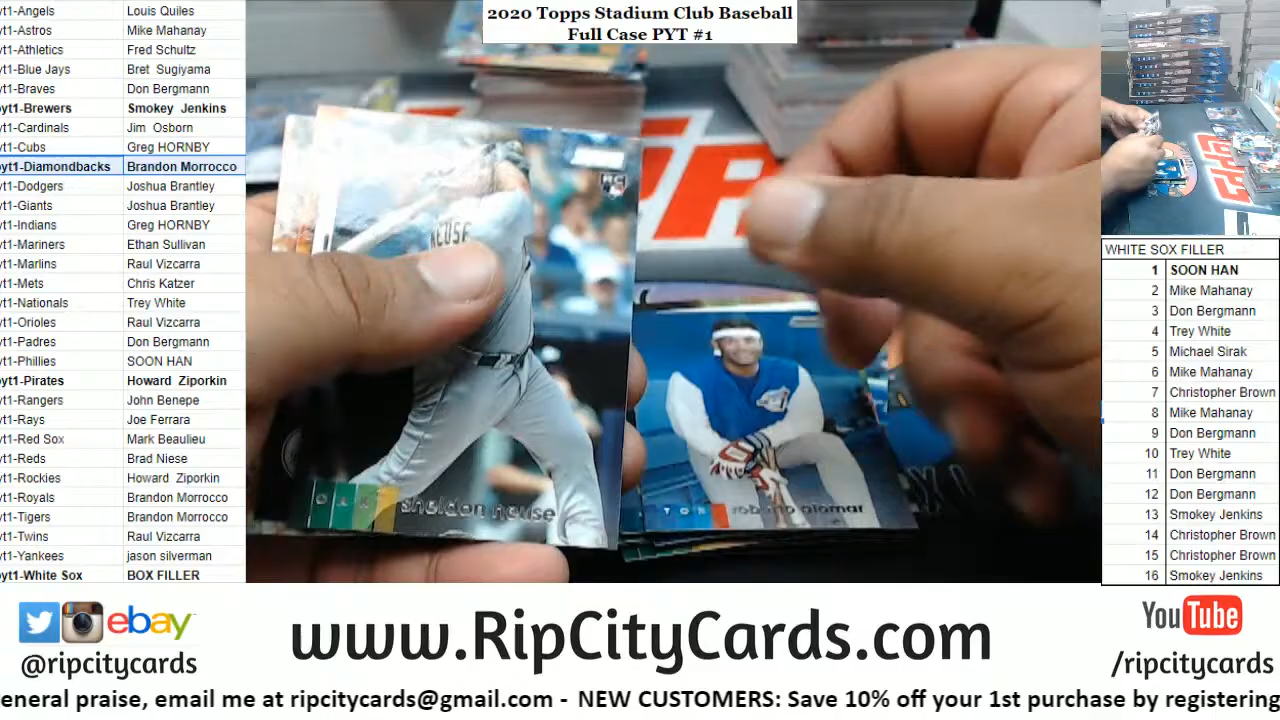 2020 Topps Stadium Club Baseball
Full Case PYT #1
yt1-Angels Louis Quiles
yt1-Astros Mike Mahanay
yt1-Athletics Fred Schultz
yt1-Blue Jays Bret Sugiyama
yt1-Braves Don Bergmann
yt1-Brewers Smokey Jenkins
yt1-Cardinals Jim Osborn
yt1-Cubs Greg HORNBY
yt1-Diamondbacks Brandon Morrocco
yt1-Dodgers Joshua Brantley
yt1-Giants Joshua Brantley
yt1-Indians Greg HORNBY
yt1-Mariners Ethan Sullivan
yt1-Marlins Raul Vizcarra
yt1-Mets Chris Katzer
yt1-Nationals Trey White
yt1-Orioles Raul Vizcarra
yt1-Padres Don Bergmann
yt1-Phillies SOON HAN
yt1-Pirates Howard Ziporkin
yt1-Rangers John Benepe
yt1-Rays Joe Ferrara
yt1-Red Sox Mark Beaulieu
yt1-Reds Brad Niese
yt1-Rockies Howard Ziporkin
yt1-Royals Brandon Morrocco
yt1-Tigers Brandon Morrocco
yt1-Twins Raul Vizcarra
yt1-Yankees jason silverman
yt1-White Sox BOX FILLER
RC
NEUSE
OAK sheldon neuse
TOR roberto alomar
WHITE SOX FILLER
1 SOON HAN
2 Mike Mahanay
3 Don Bergmann
4 Trey White
5 Michael Sirak
6 Mike Mahanay
7 Christopher Brown
8 Mike Mahanay
9 Don Bergmann
10 Trey White
11 Don Bergmann
12 Don Bergmann
13 Smokey Jenkins
14 Christopher Brown
15 Christopher Brown
16 Smokey Jenkins
ebay
@ripcitycards
www.RipCityCards.com
YouTube
/ripcitycards
eneral praise, email me at ripcitycards@gmail.com - NEW CUSTOMERS: Save 10% off your 1st purchase by registering